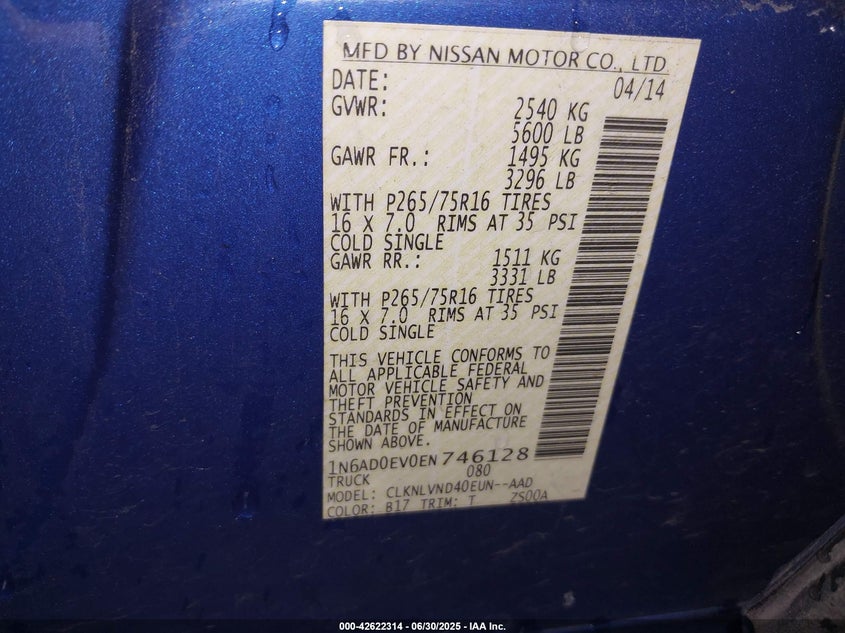 MFD BY NISSAN MOTOR CO., LTD
DATE: 04/14
GVWR: 2540 KG
5600 LB
GAWR FR.: 1495 KG
3296 LB
WITH P265/75R16 TIRES
16 X 7.0 RIMS AT 35 PSI
COLD SINGLE
GAWR RR.: 1511 KG
3331 LB
WITH P265/75R16 TIRES
16 X 7.0 RIMS AT 35 PSI
COLD SINGLE
THIS VEHICLE CONFORMS TO
ALL APPLICABLE FEDERAL
MOTOR VEHICLE SAFETY AND
THEFT PREVENTION
STANDARDS IN EFFECT ON
THE DATE OF MANUFACTURE
SHOWN ABOVE.
1N6AD0EV0EN746128
TRUCK 080
MODEL: CLKNLVND40EUN--AAD
COLOR: B17 TRIM: T ZS00A
000-42622314 - 06/30/2025 - IAA Inc.